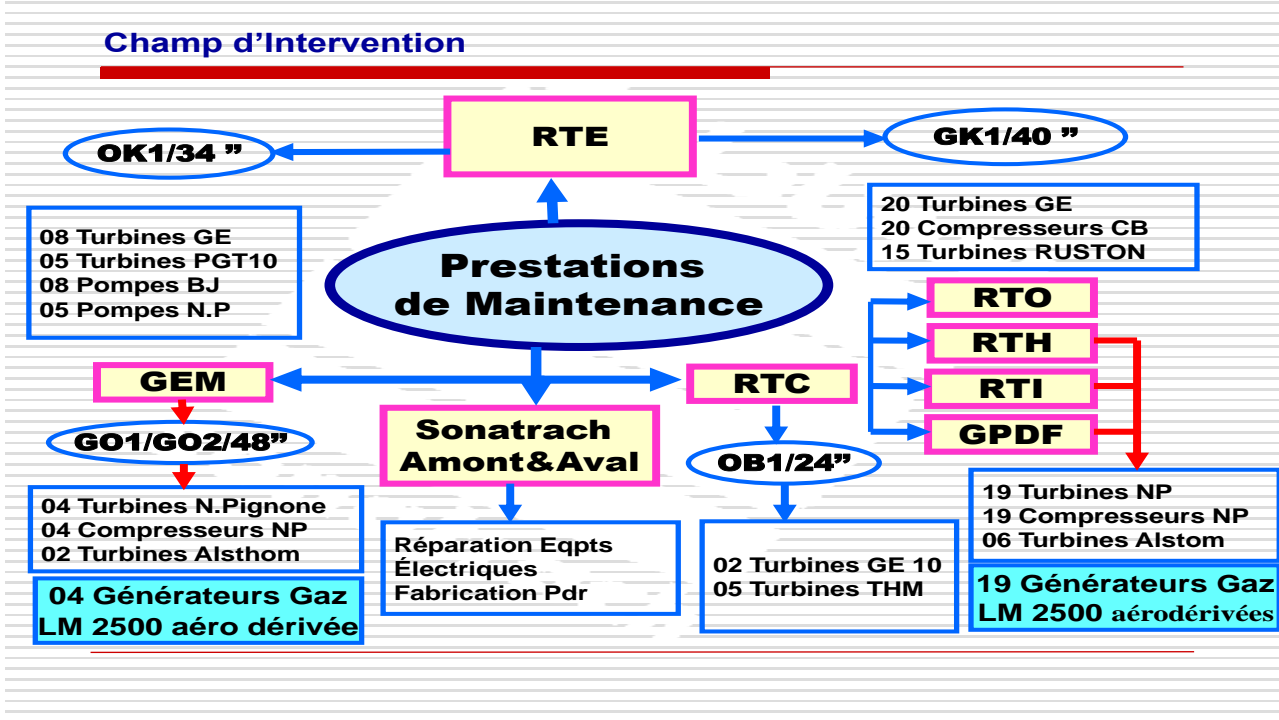 Champ d’Intervention
RTE
OK1/34 ”
GK1/40 ”
08 Turbines GE
05 Turbines PGT10
08 Pompes BJ
05 Pompes N.P
20 Turbines GE
20 Compresseurs CB
15 Turbines RUSTON
Prestations
de Maintenance
RTO
RTH
RTI
GPDF
GEM
RTC
GO1/GO2/48”
Sonatrach
Amont&Aval
OB1/24”
04 Turbines N.Pignone
04 Compresseurs NP
02 Turbines Alsthom
04 Générateurs Gaz
LM 2500 aéro dérivée
Réparation Eqpts
Électriques
Fabrication Pdr
02 Turbines GE 10
05 Turbines THM
19 Turbines NP
19 Compresseurs NP
06 Turbines Alstom
19 Générateurs Gaz
LM 2500 aérodérivées